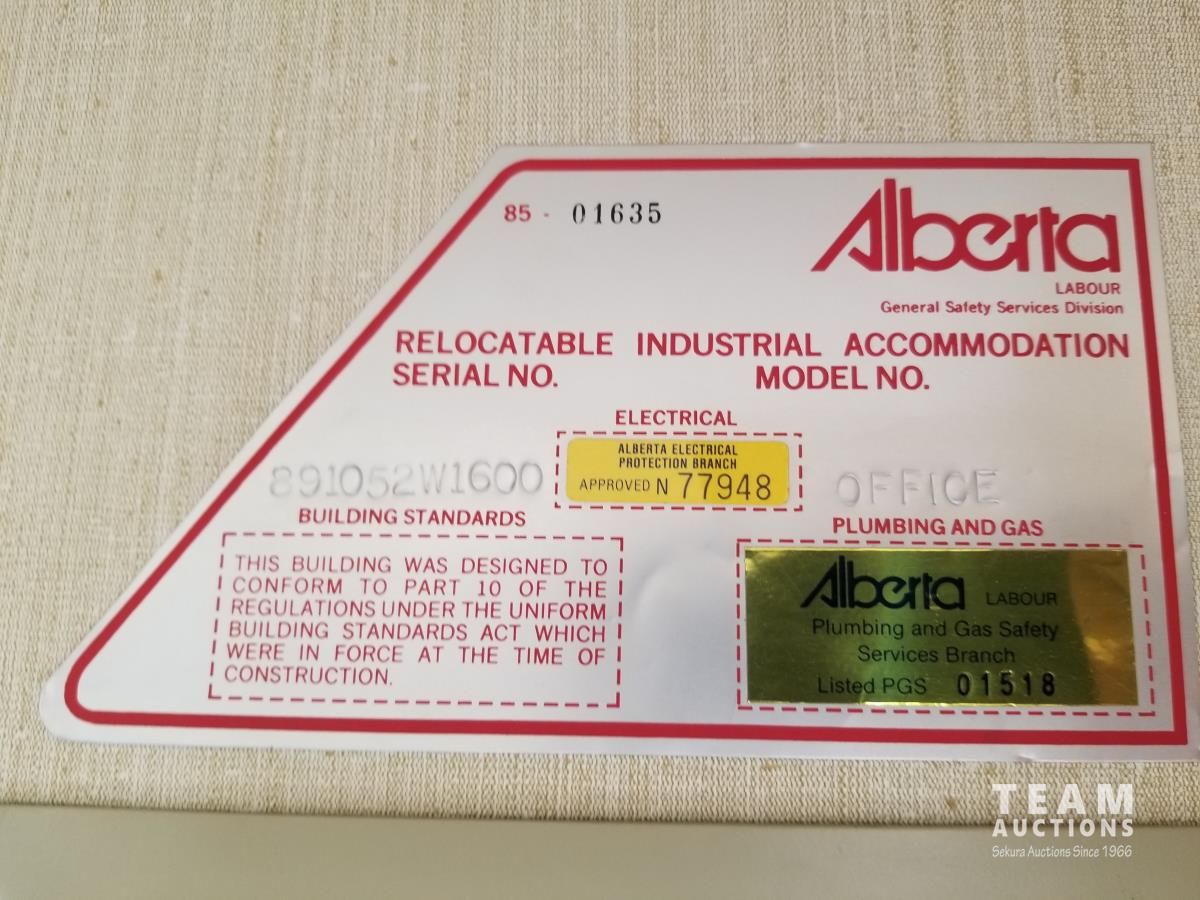 85 - 01635
Alberta
LABOUR
General Safety Services Division
RELOCATABLE INDUSTRIAL ACCOMMODATION
SERIAL NO. MODEL NO.
ELECTRICAL
ALBERTA ELECTRICAL
PROTECTION BRANCH
APPROVED N 77948
891052W1600 OFFICE
BUILDING STANDARDS
PLUMBING AND GAS
THIS BUILDING WAS DESIGNED TO
CONFORM TO PART 10 OF THE
REGULATIONS UNDER THE UNIFORM
BUILDING STANDARDS ACT WHICH
WERE IN FORCE AT THE TIME OF
CONSTRUCTION.
Alberta LABOUR
Plumbing and Gas Safety
Services Branch
Listed PGS 01518
TEAM
AUCTIONS
Sekura Auctions Since 1966